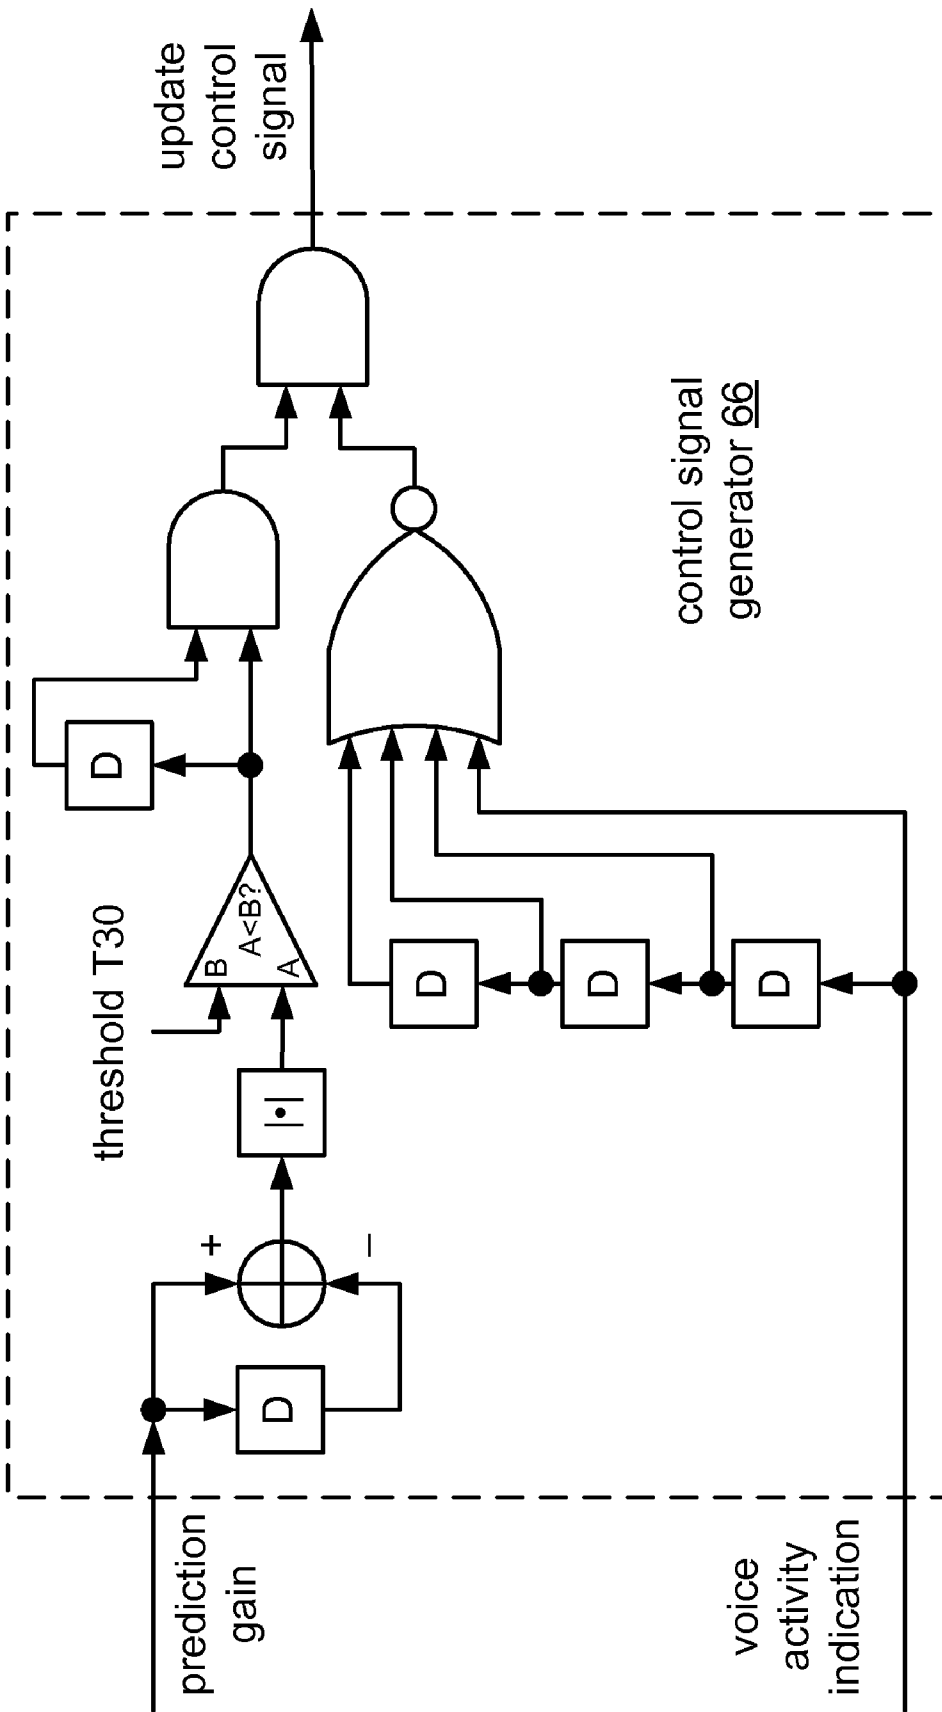 update
control
signal
threshold T30
D
B
A<B?
A
|•|
+
–
D
prediction
gain
D
D
D
control signal
generator 66
voice
activity
indication